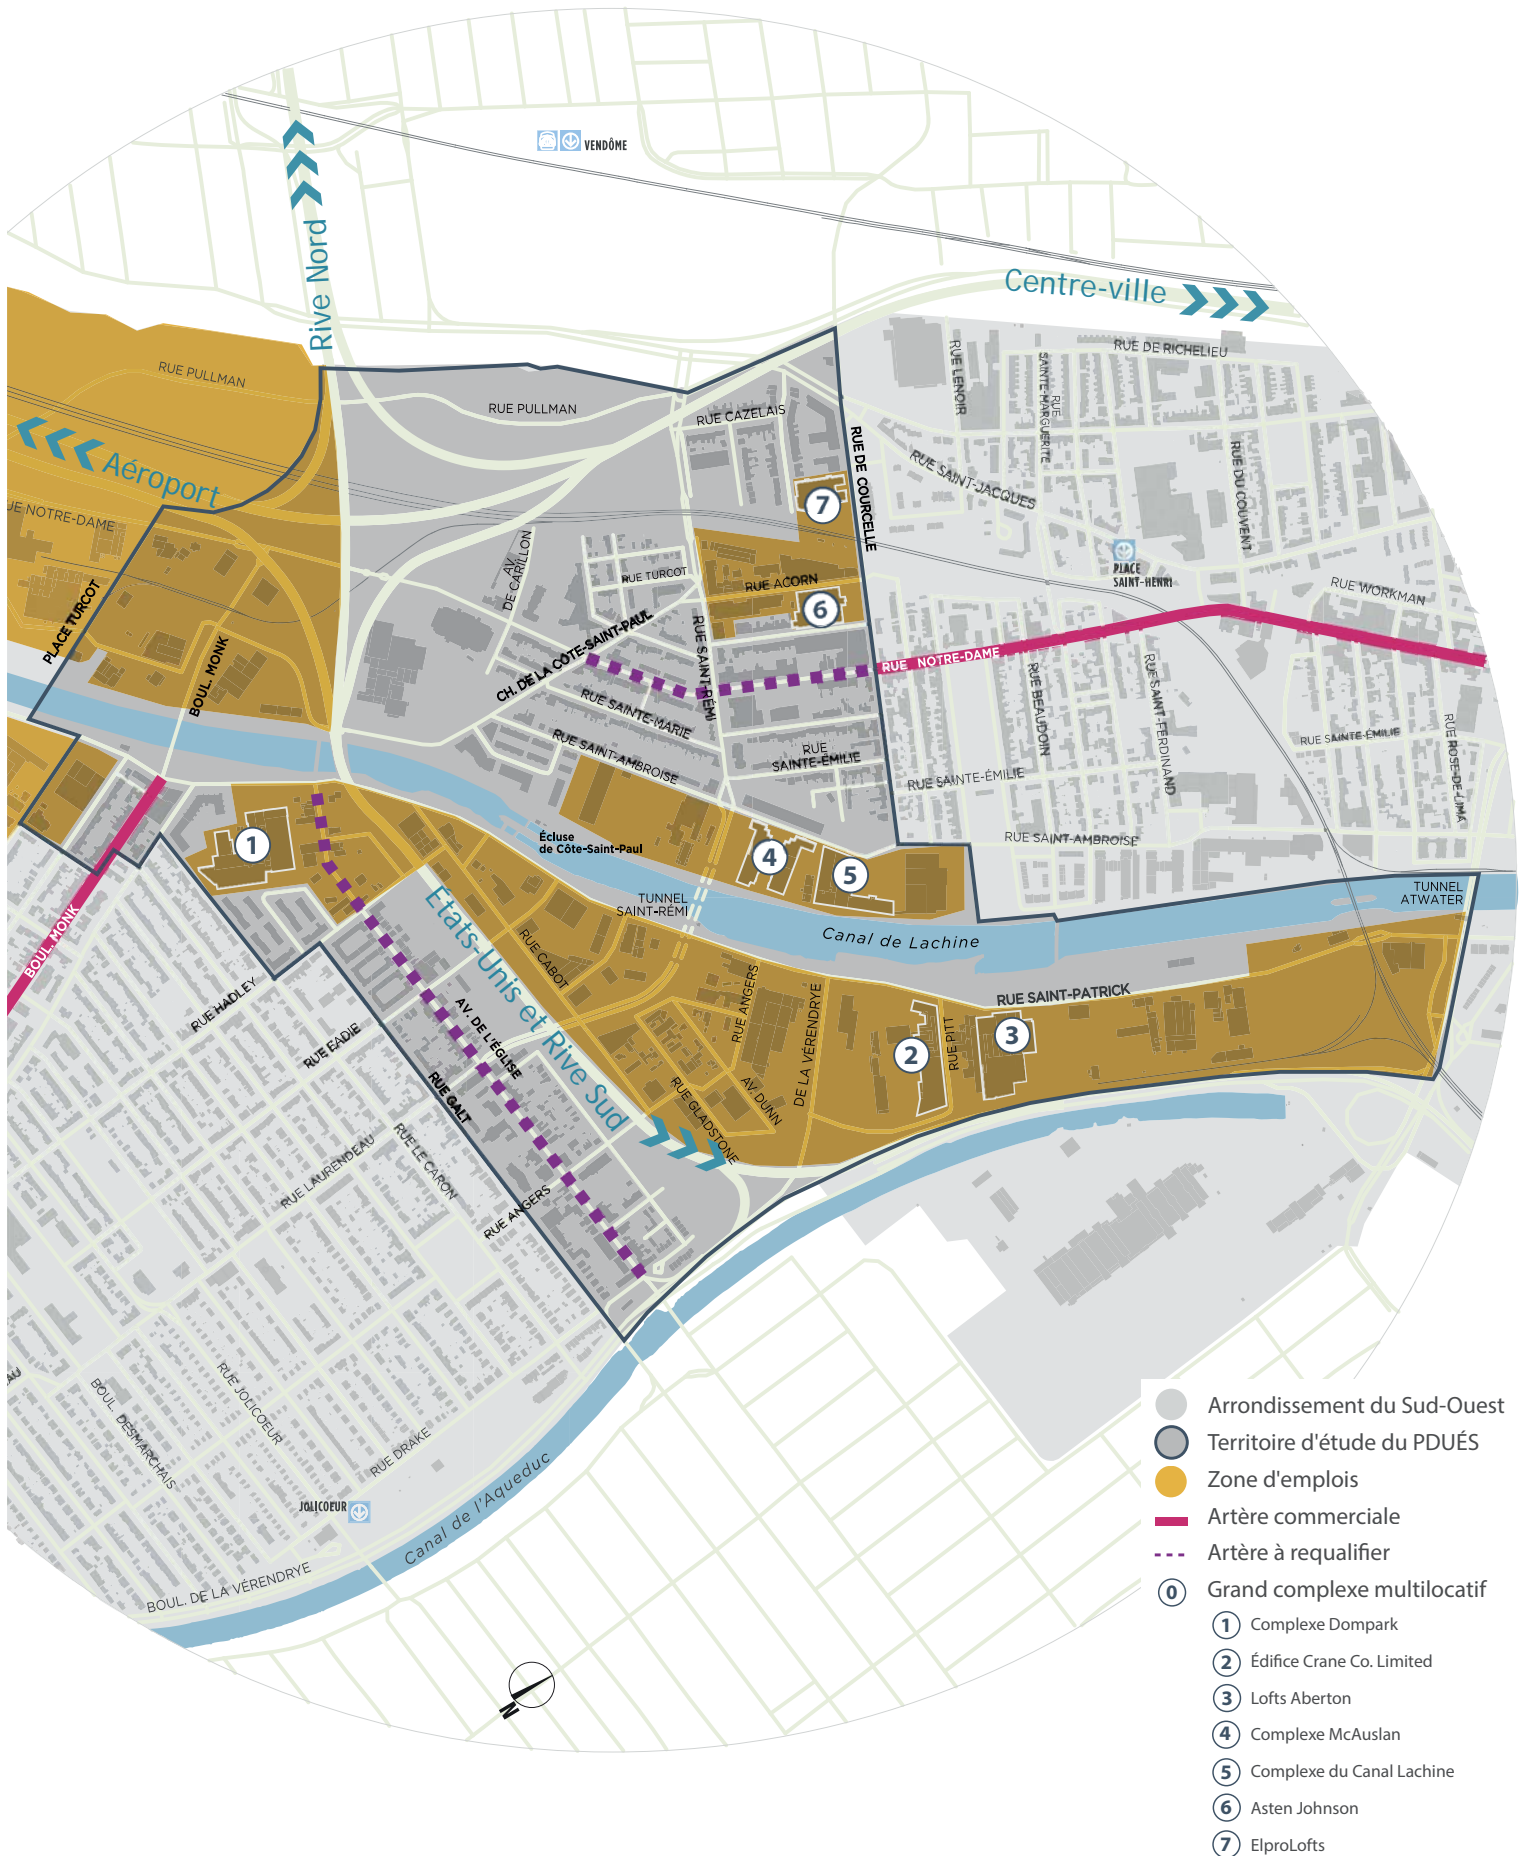 VENDÔME
Rive Nord
Centre-ville
RUE PULLMAN
RUE PULLMAN
RUE CAZELAIS
RUE DE COURCELLE
RUE LENOIR
RUE
SAINTE-MARGUERITE
RUE DE RICHELIEU
RUE SAINT-JACQUES
RUE DU COUVENT
Aéroport
UE NOTRE-DAME
7
AV.
DE CARILLON
RUE TURCOT
RUE ACORN
6
PLACE
SAINT-HENRI
RUE WORKMAN
PLACE TURCOT
BOUL. MONK
CH. DE LA CÔTE-SAINT-PAUL
RUE SAINT-RÉMI
RUE NOTRE-DAME
RUE SAINTE-MARIE
RUE SAINT-AMBROISE
RUE
SAINTE-ÉMILIE
RUE BEAUDOIN
RUE SAINT-FERDINAND
RUE SAINTE-ÉMILIE
RUE SAINTE-ÉMILIE
RUE ROSE-DE-LIMA
RUE SAINT-AMBROISE
1
Écluse
de Côte-Saint-Paul
4
5
TUNNEL
SAINT-RÉMI
TUNNEL
ATWATER
Canal de Lachine
BOUL. MONK
États-Unis et Rive Sud
RUE CABOT
RUE ANGERS
DE LA VÉRENDRYE
RUE SAINT-PATRICK
RUE PITT
2
3
RUE HADLEY
RUE EADIE
AV. DE L'ÉGLISE
RUE GALT
AV. DUNN
RUE GLADSTONE
RUE LAURENDEAU
RUE LE CARON
RUE ANGERS
AU
BOUL. DESMARCHAIS
RUE JOLICOEUR
RUE DRAKE
JOLICOEUR
Canal de l'Aqueduc
BOUL. DE LA VÉRENDRYE
N
Arrondissement du Sud-Ouest
Territoire d'étude du PDUÉS
Zone d'emplois
Artère commerciale
Artère à requalifier
0 Grand complexe multilocatif
1 Complexe Dompark
2 Édifice Crane Co. Limited
3 Lofts Aberton
4 Complexe McAuslan
5 Complexe du Canal Lachine
6 Asten Johnson
7 ElproLofts